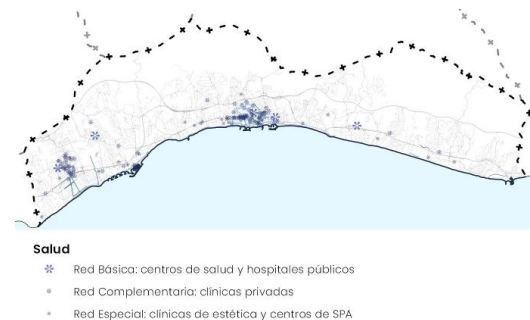 Salud
Red Básica: centros de salud y hospitales públicos
Red Complementaria: clínicas privadas
Red Especial: clínicas de estética y centros de SPA